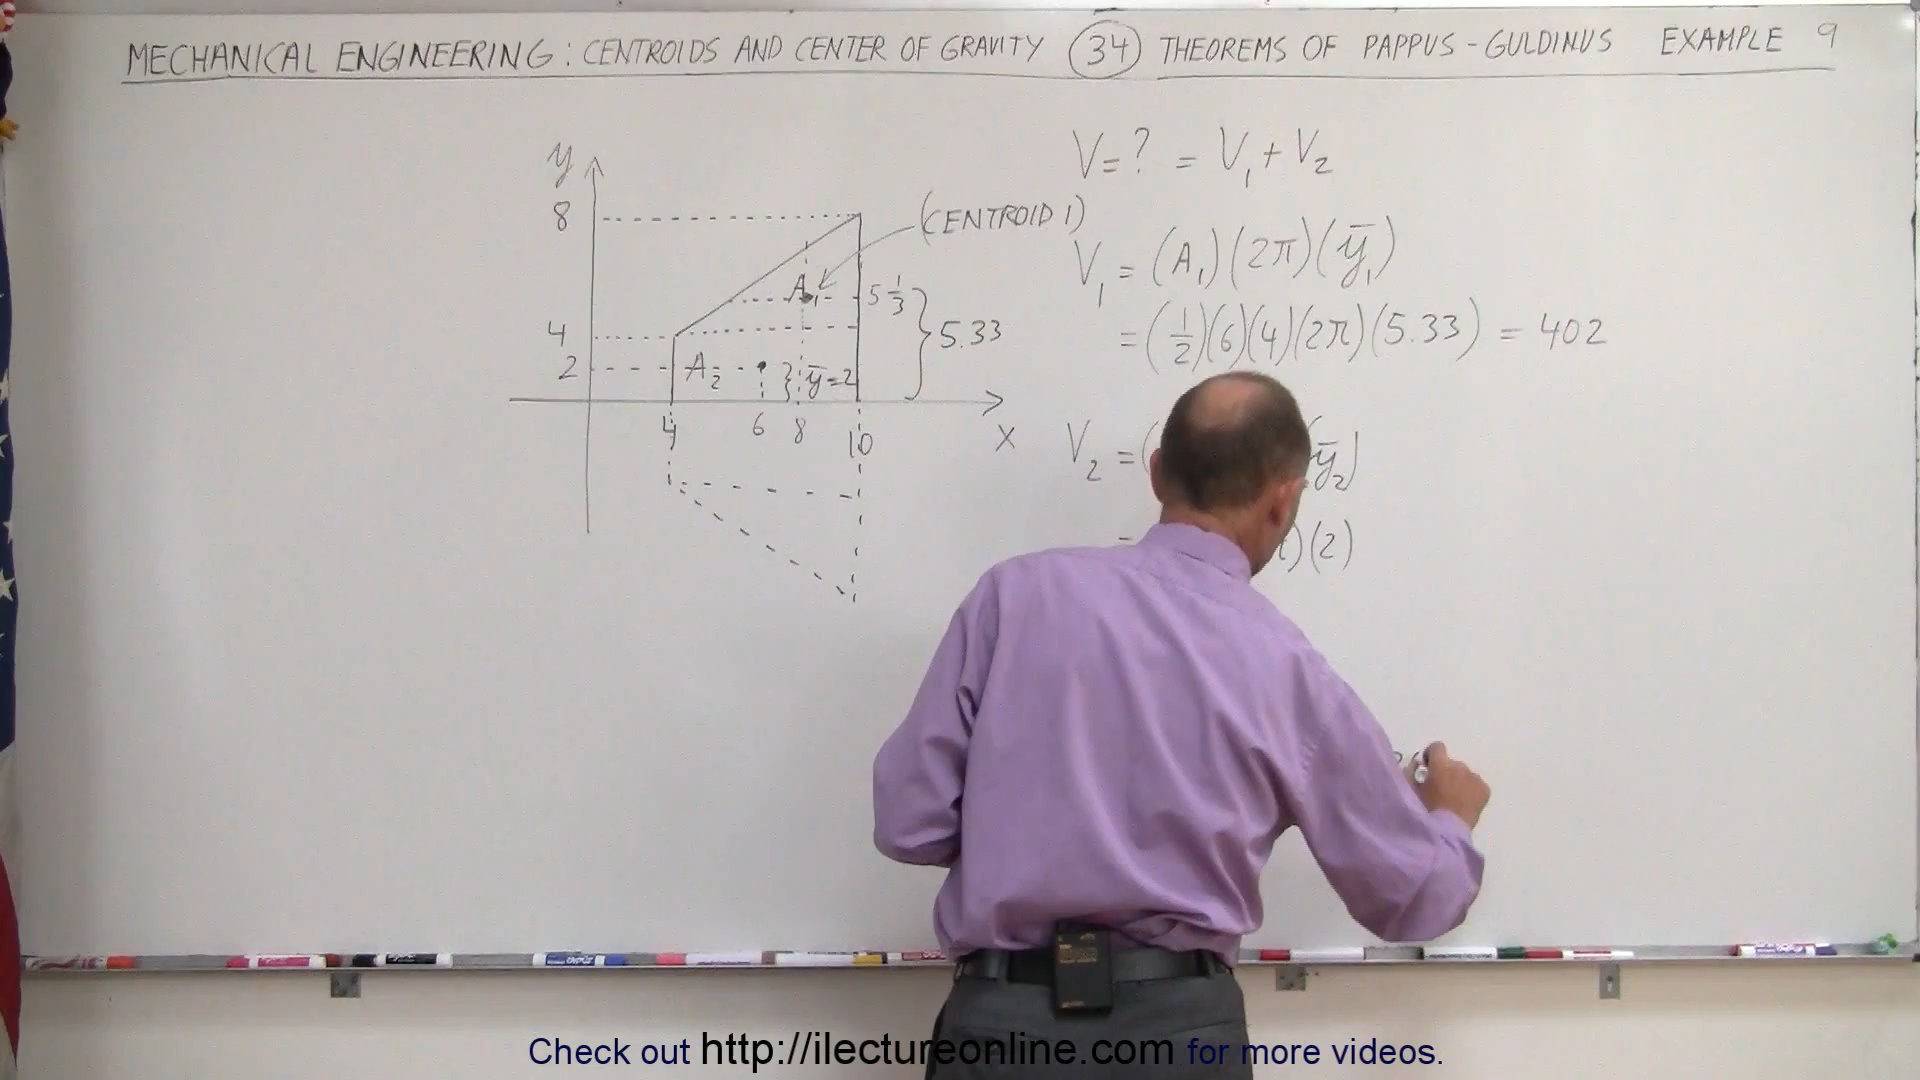 MECHANICAL ENGINEERING: CENTROIDS AND CENTER OF GRAVITY (34) THEOREMS OF PAPPUS-GULDINUS EXAMPLE 9
y
8
(CENTROID 1)
A₁
5 1/3
5.33
4
2
A₂
ȳ=2
4
6
8
10
X
V=? = V₁+V₂
V₁ = (A₁)(2π)(ȳ₁)
=(1/2)(6)(4)(2π)(5.33) = 402
V₂ =(
ȳ₂)
=
)(2)
Check out http://ilectureonline.com for more videos.